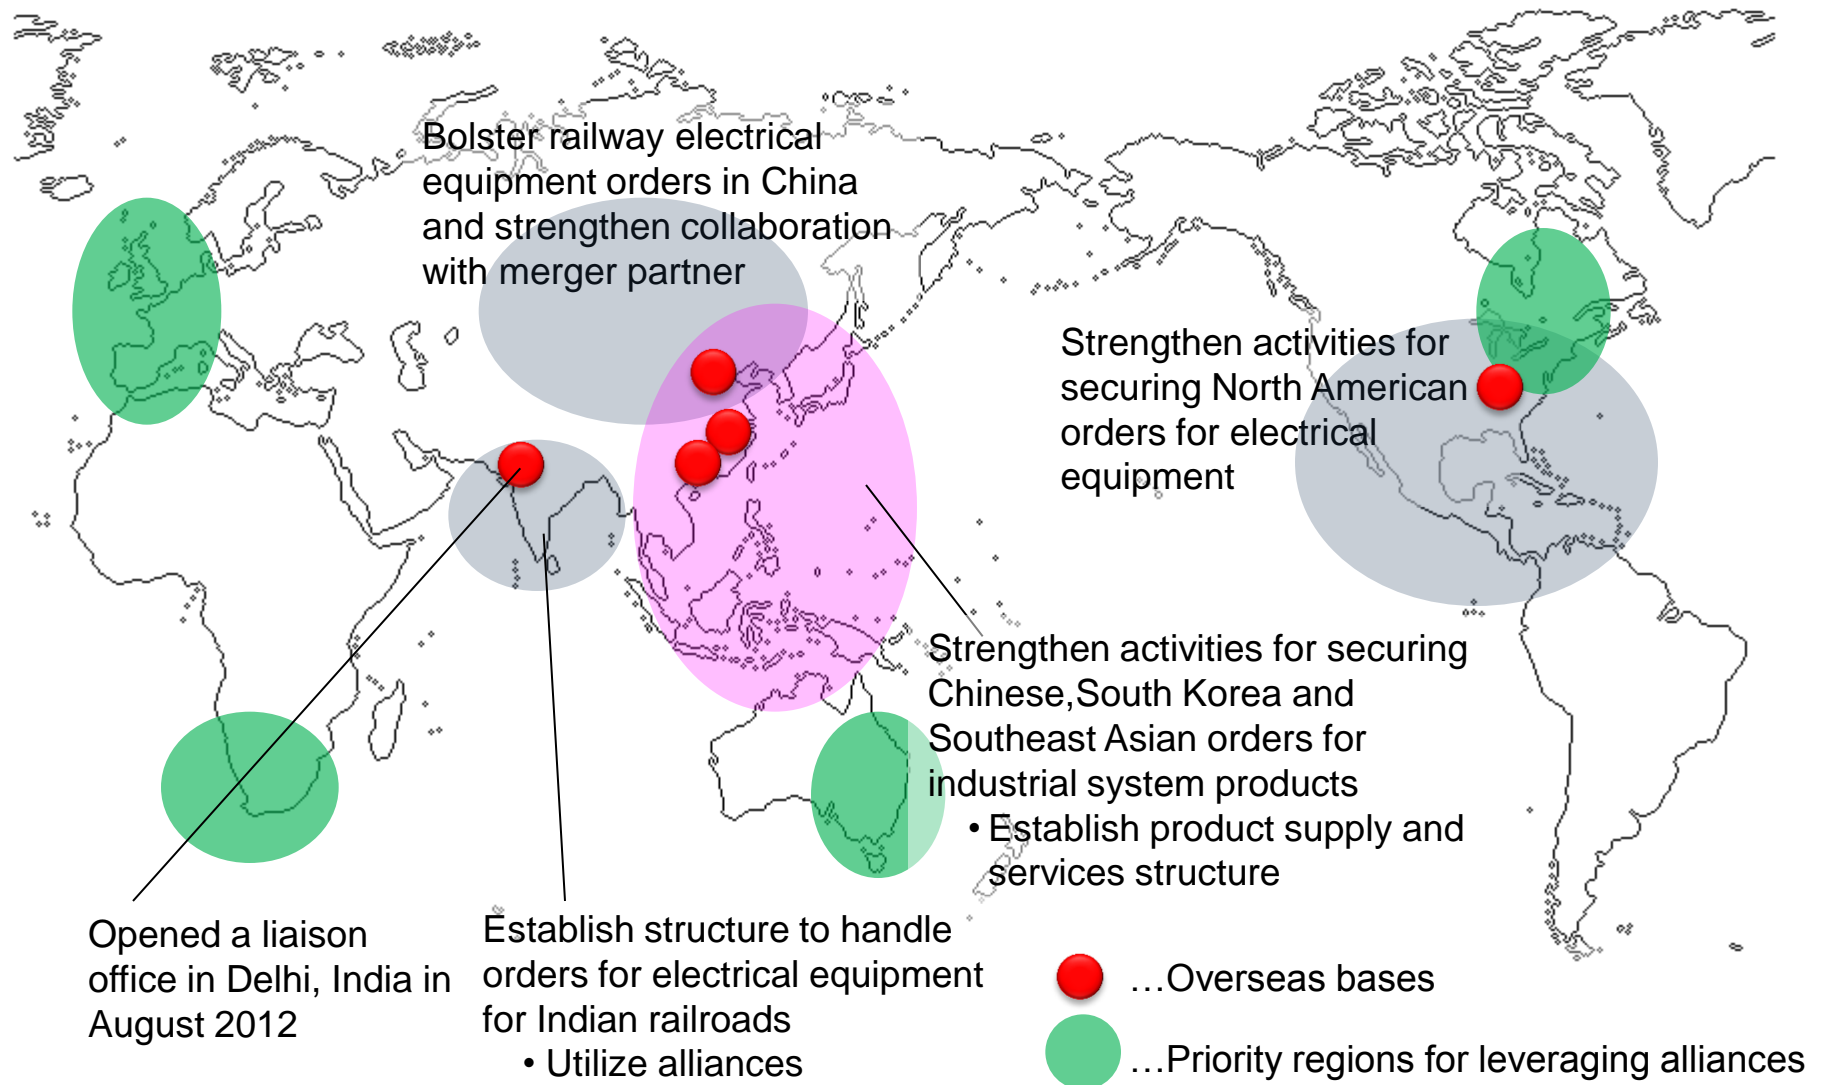 Bolster railway electrical
equipment orders in China
and strengthen collaboration
with merger partner
Strengthen activities for
securing North American
orders for electrical
equipment
Strengthen activities for securing
Chinese,South Korea and
Southeast Asian orders for
industrial system products
• Establish product supply and
services structure
Opened a liaison
office in Delhi, India in
August 2012
Establish structure to handle
orders for electrical equipment
for Indian railroads
• Utilize alliances
…Overseas bases
…Priority regions for leveraging alliances